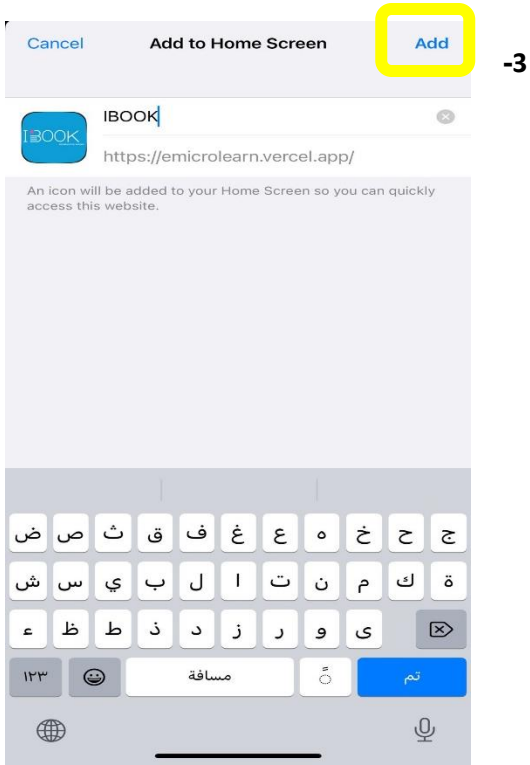 Cancel Add to Home Screen Add
-3
IBOOK
IBOOK
https://emicrolearn.vercel.app/
An icon will be added to your Home Screen so you can quickly
access this website.
ض ص ث ق ف غ ع ه خ ح ج
ش س ي ب ل ا ت ن م ك ة
ء ظ ط ذ د ز ر و ى
١٢٣ مسافة تم